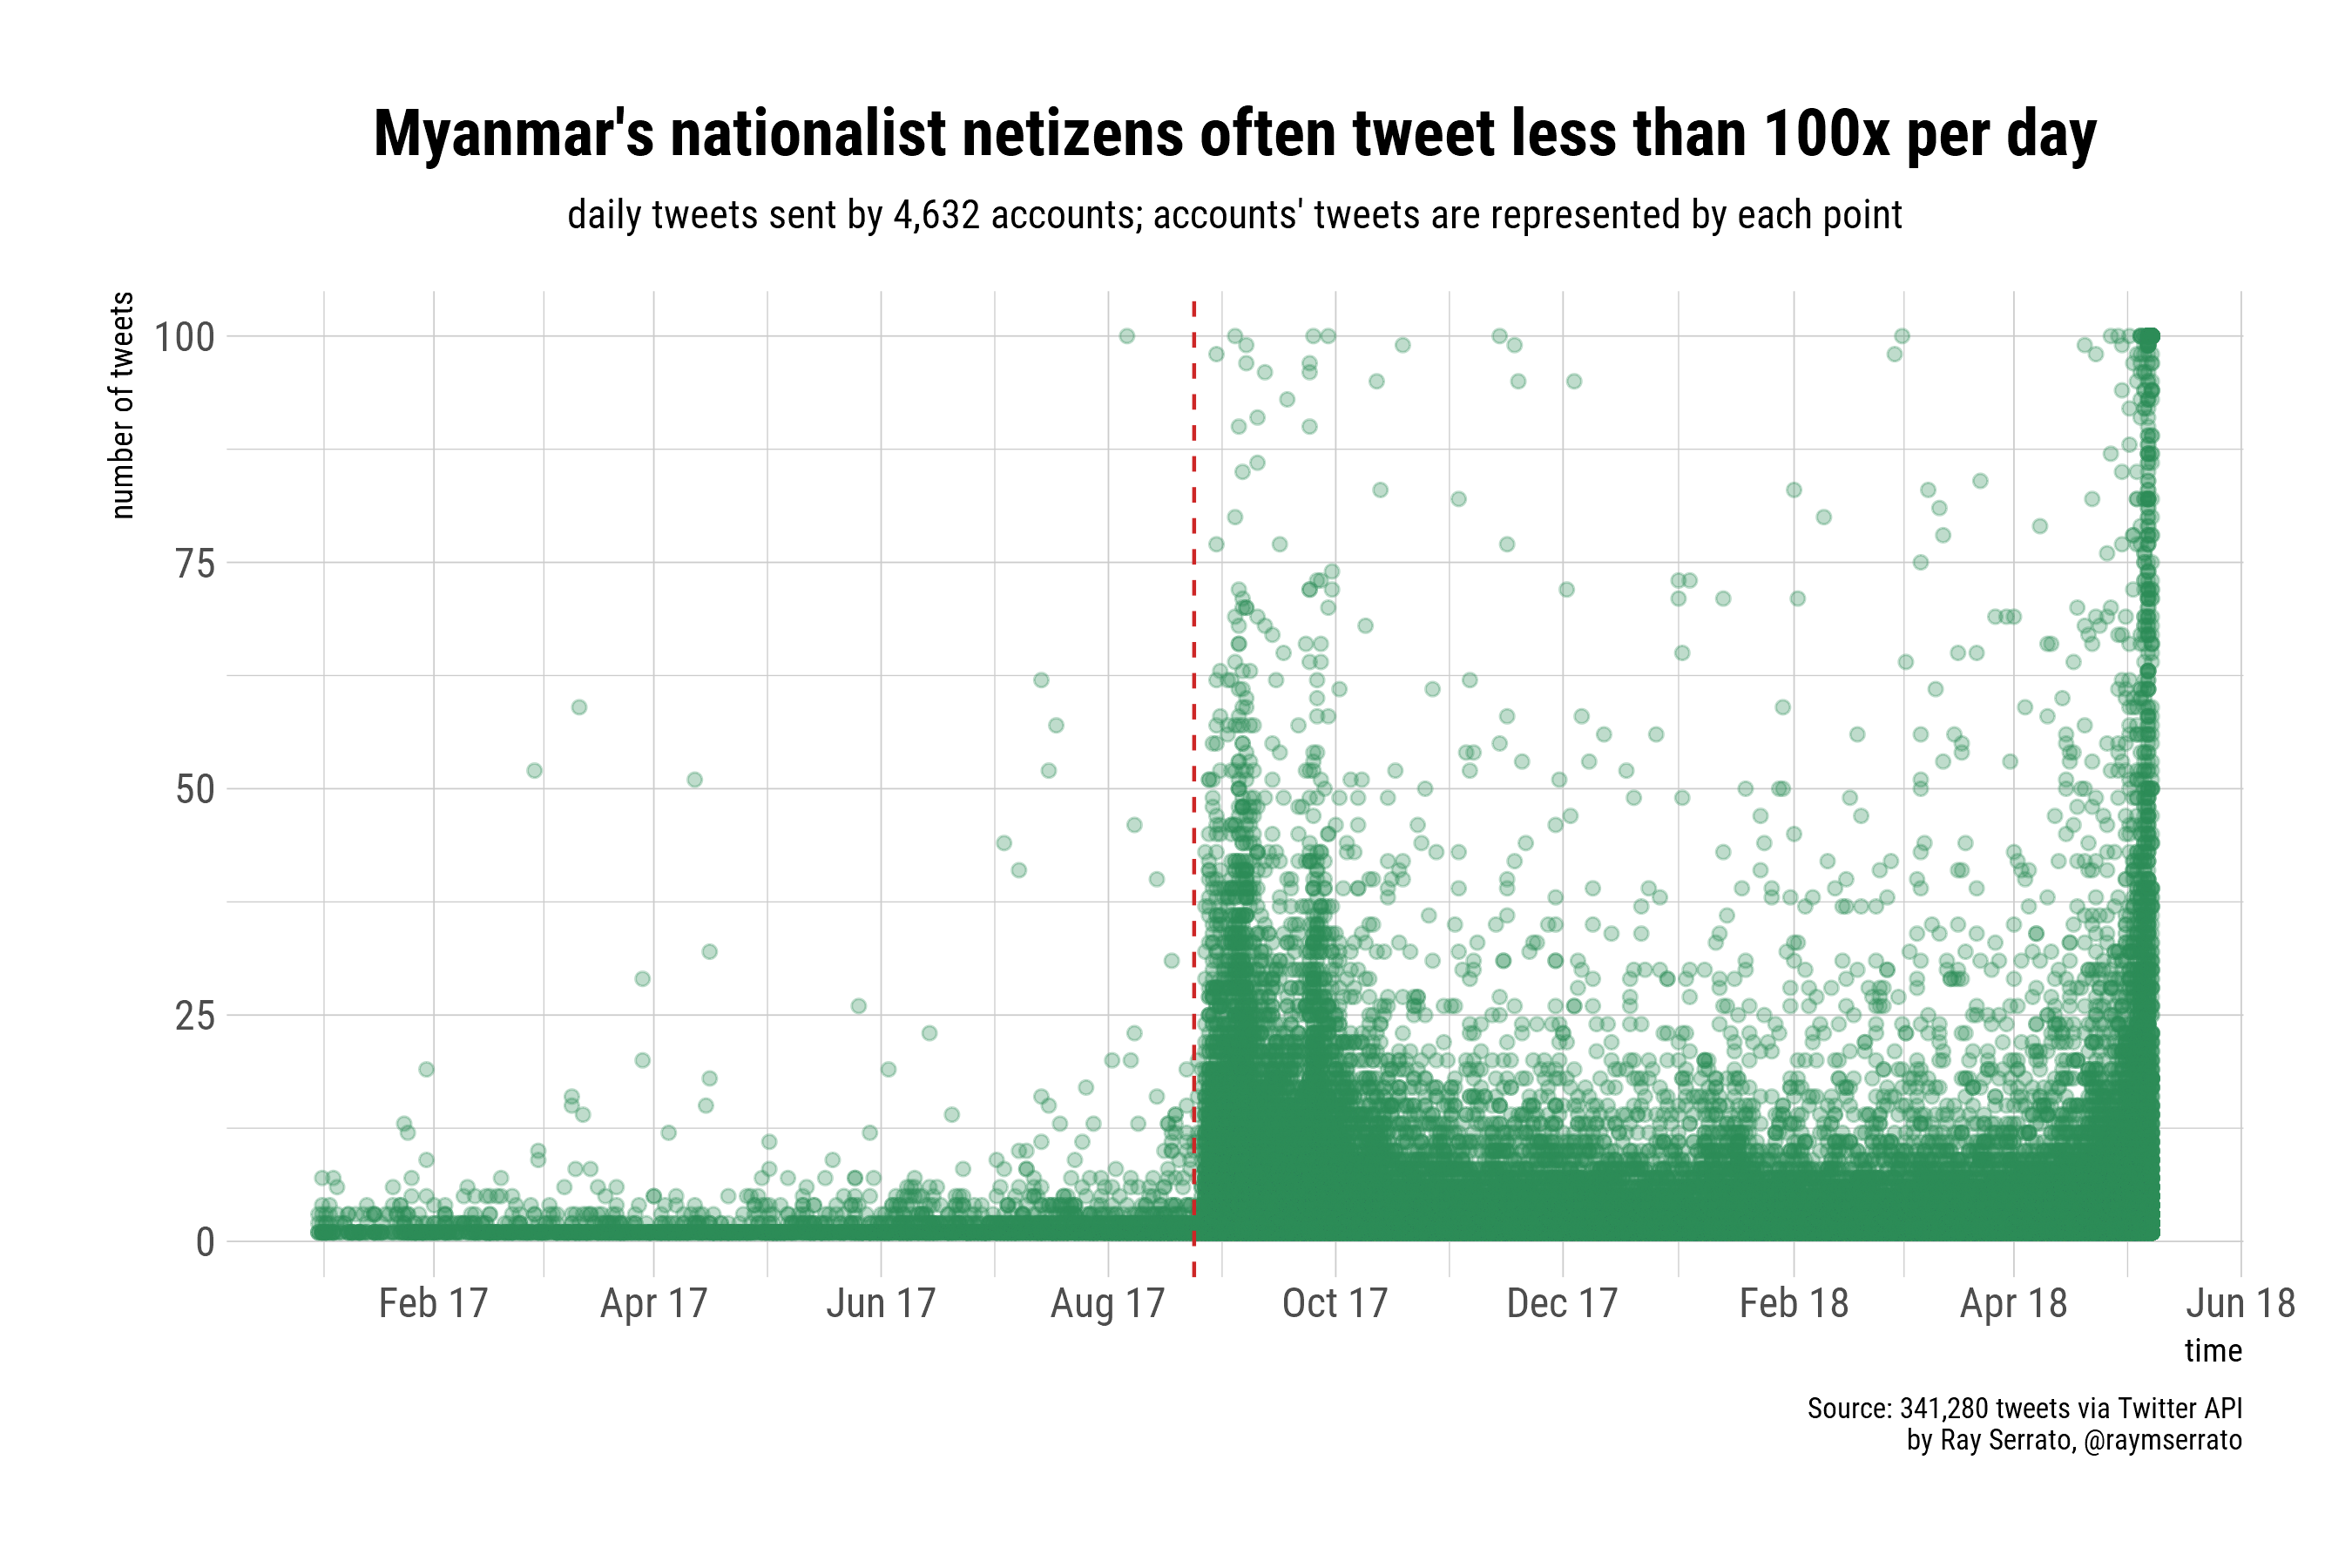 Myanmar's nationalist netizens often tweet less than 100x per day
daily tweets sent by 4,632 accounts; accounts' tweets are represented by each point
number of tweets
100
75
50
25
0
Feb 17
Apr 17
Jun 17
Aug 17
Oct 17
Dec 17
Feb 18
Apr 18
Jun 18
time
Source: 341,280 tweets via Twitter API
by Ray Serrato, @raymserrato